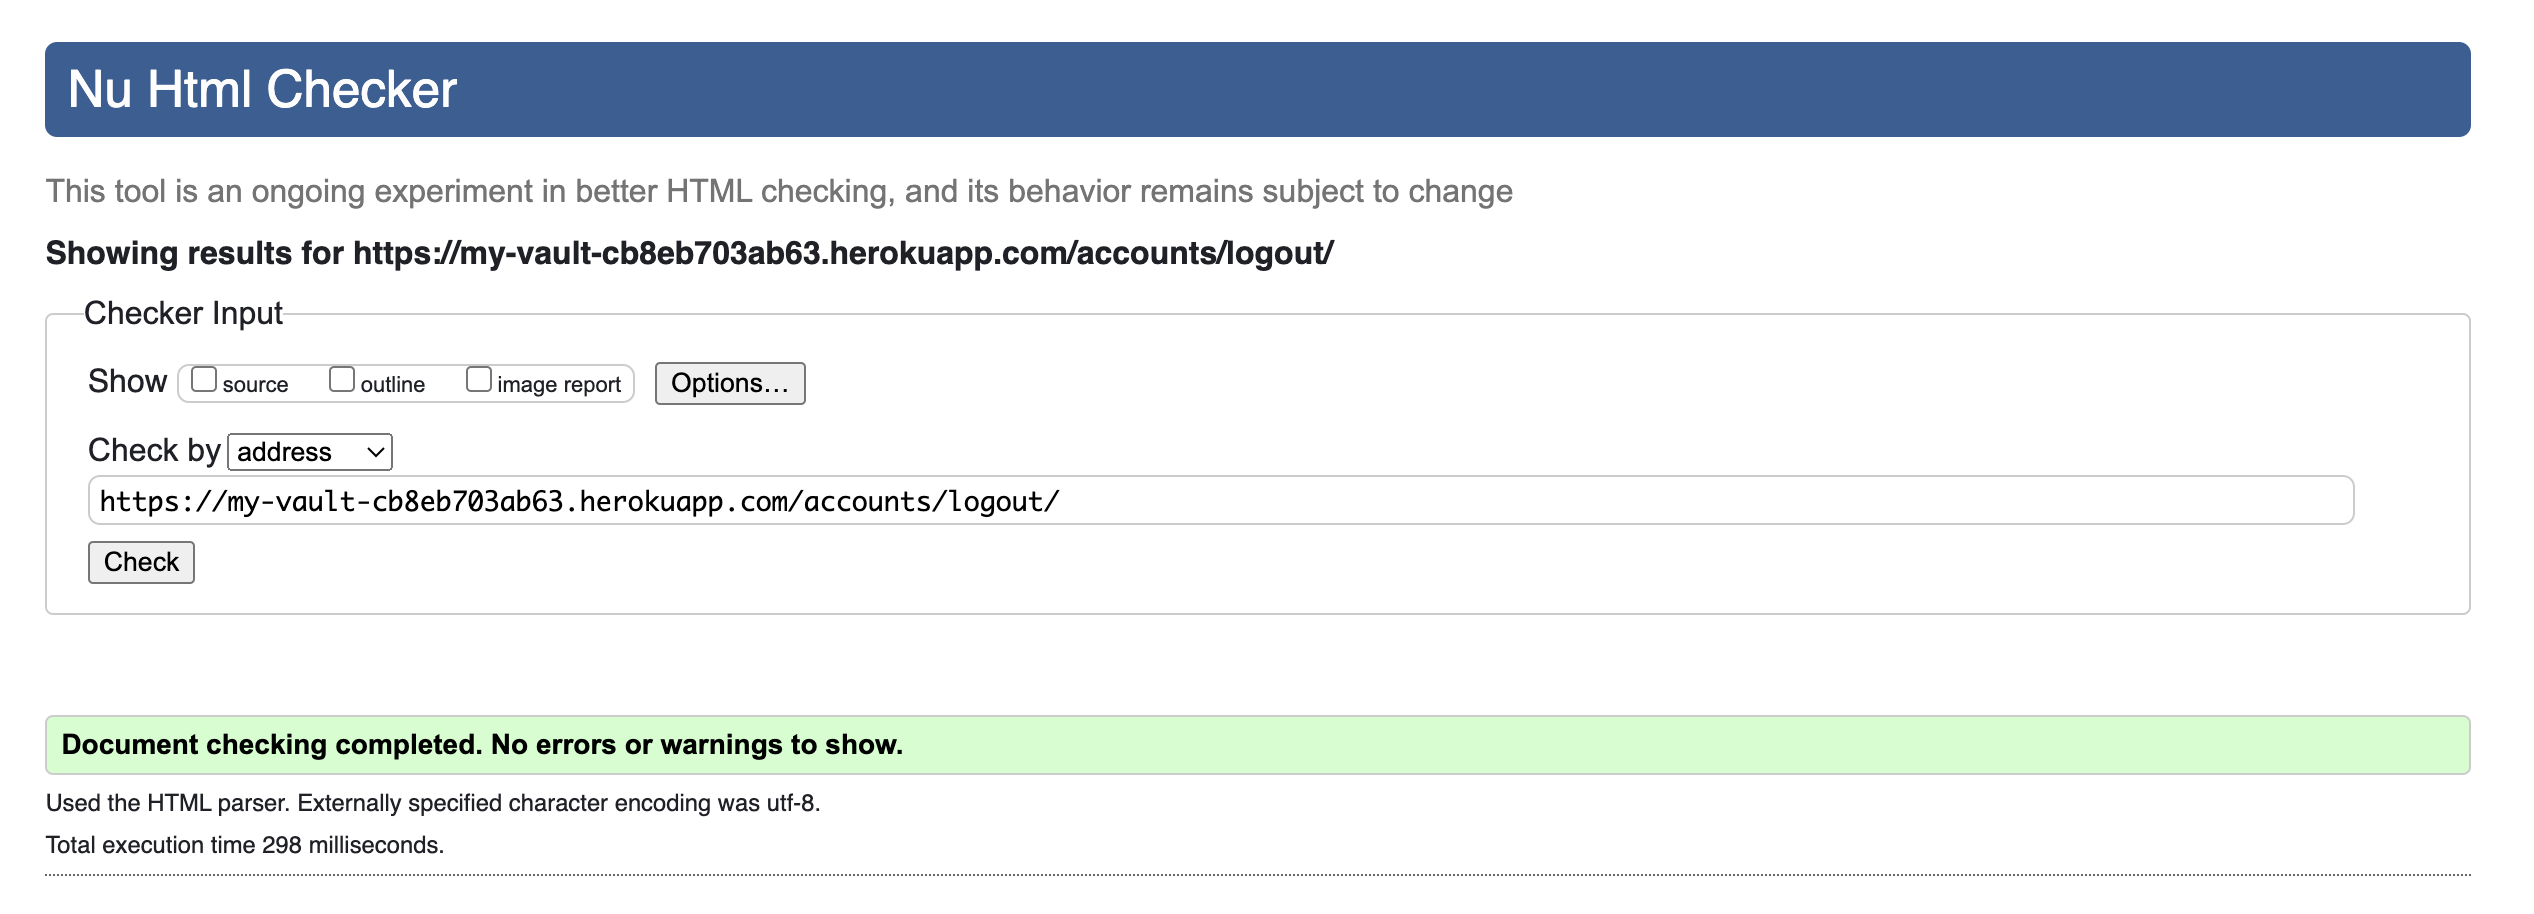 Nu Html Checker
This tool is an ongoing experiment in better HTML checking, and its behavior remains subject to change
Showing results for https://my-vault-cb8eb703ab63.herokuapp.com/accounts/logout/
Checker Input
Show source outline image report Options...
Check by address
https://my-vault-cb8eb703ab63.herokuapp.com/accounts/logout/
Check
Document checking completed. No errors or warnings to show.
Used the HTML parser. Externally specified character encoding was utf-8.
Total execution time 298 milliseconds.